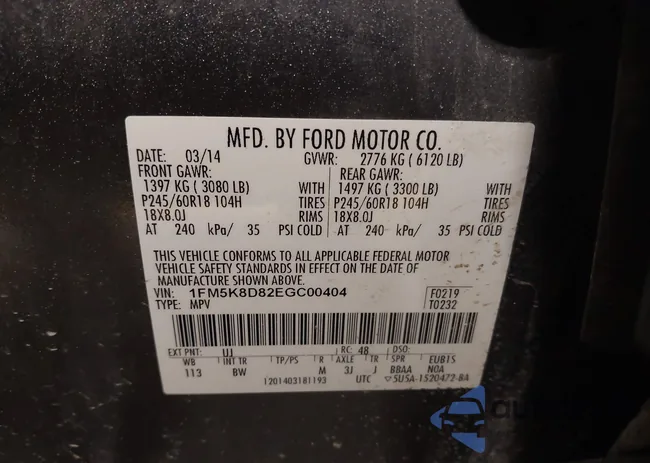 MFD. BY FORD MOTOR CO.
DATE: 03/14 GVWR: 2776 KG ( 6120 LB)
FRONT GAWR: REAR GAWR:
1397 KG ( 3080 LB) WITH 1497 KG ( 3300 LB) WITH
P245/60R18 104H TIRES P245/60R18 104H TIRES
18X8.0J RIMS 18X8.0J RIMS
AT 240 kPa/ 35 PSI COLD AT 240 kPa/ 35 PSI COLD
THIS VEHICLE CONFORMS TO ALL APPLICABLE FEDERAL MOTOR
VEHICLE SAFETY STANDARDS IN EFFECT ON THE DATE OF
MANUFACTURE SHOWN ABOVE.
VIN: 1FM5K8D82EGC00404 F0219
TYPE: MPV T0232
EXT PNT: UJ RC: 48 DSO:
WB INT TR TP/PS R AXLE TR SPR EUB1S
113 BW M 3J J BBAA N0A
1201403181193 UTC 5U5A-1520472-BA